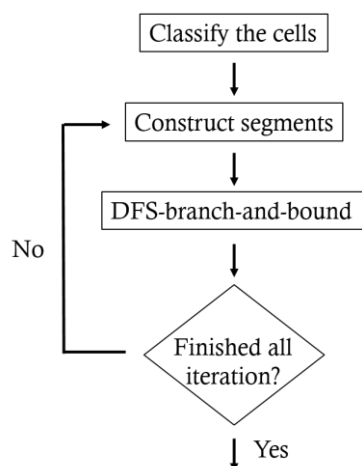 Classify the cells
Construct segments
DFS-branch-and-bound
No
Finished all
iteration?
Yes